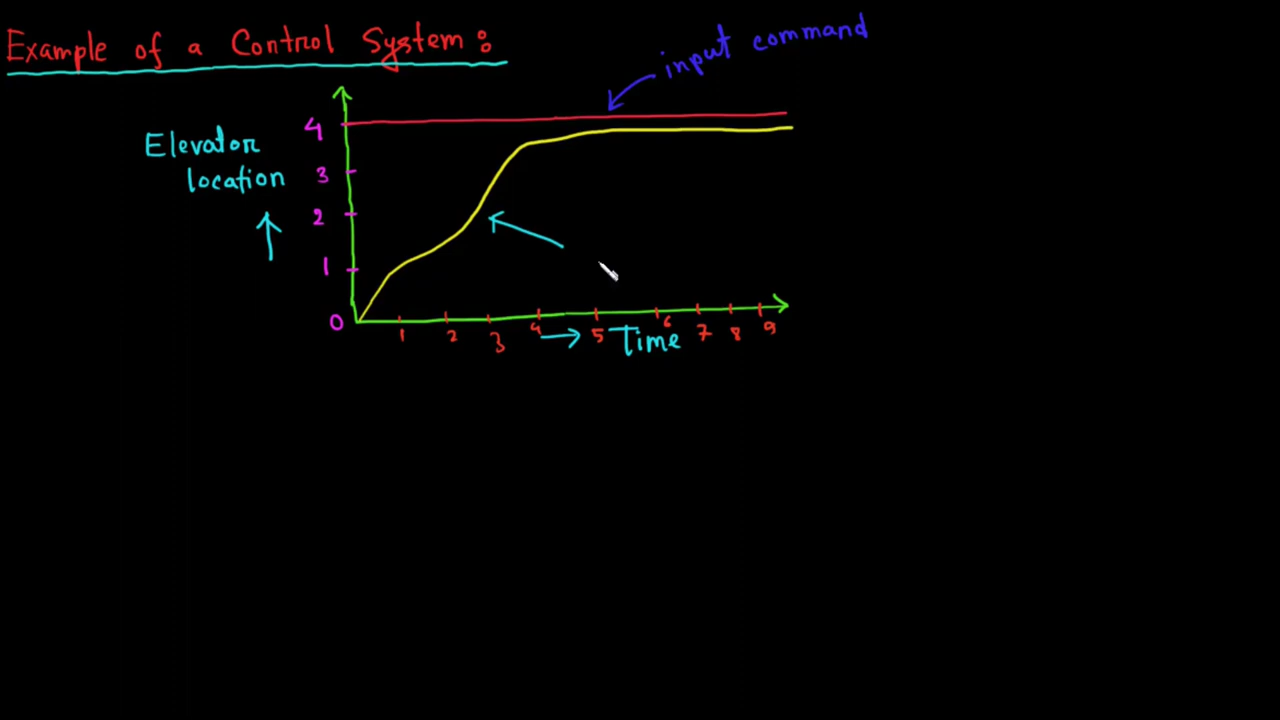 Example of a Control System:
input command
Elevator
location
4
3
2
1
0
1 2 3 4 5 6 7 8 9
Time